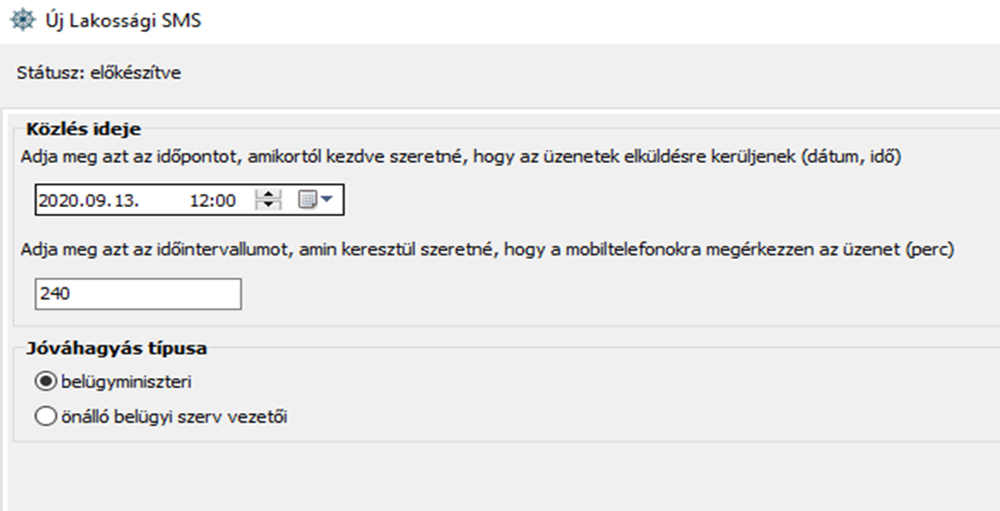 Új Lakossági SMS
Státusz: előkészítve
Közlés ideje
Adja meg azt az időpontot, amikortól kezdve szeretné, hogy az üzenetek elküldésre kerüljenek (dátum, idő)
2020.09.13. 12:00
Adja meg azt az időintervallumot, amin keresztül szeretné, hogy a mobiltelefonokra megérkezzen az üzenet (perc)
240
Jóváhagyás típusa
belügyminiszteri
önálló belügyi szerv vezetői